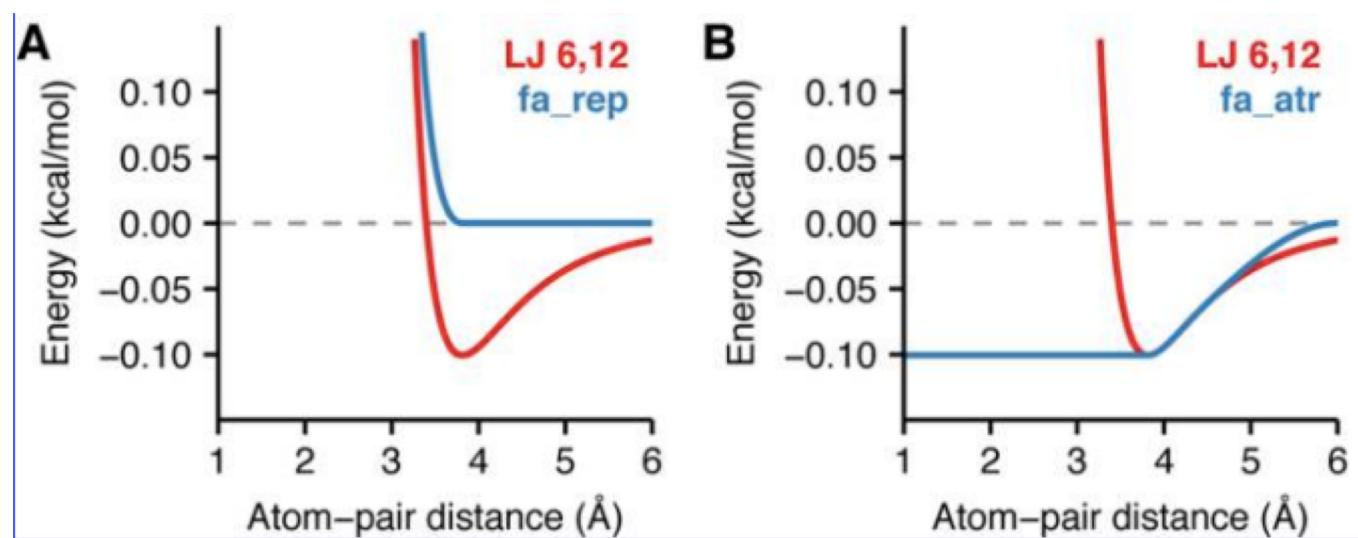 A
LJ 6,12
fa_rep
Energy (kcal/mol)
0.10
0.05
0.00
−0.05
−0.10
1 2 3 4 5 6
Atom−pair distance (Å)
B
LJ 6,12
fa_atr
Energy (kcal/mol)
0.10
0.05
0.00
−0.05
−0.10
1 2 3 4 5 6
Atom−pair distance (Å)